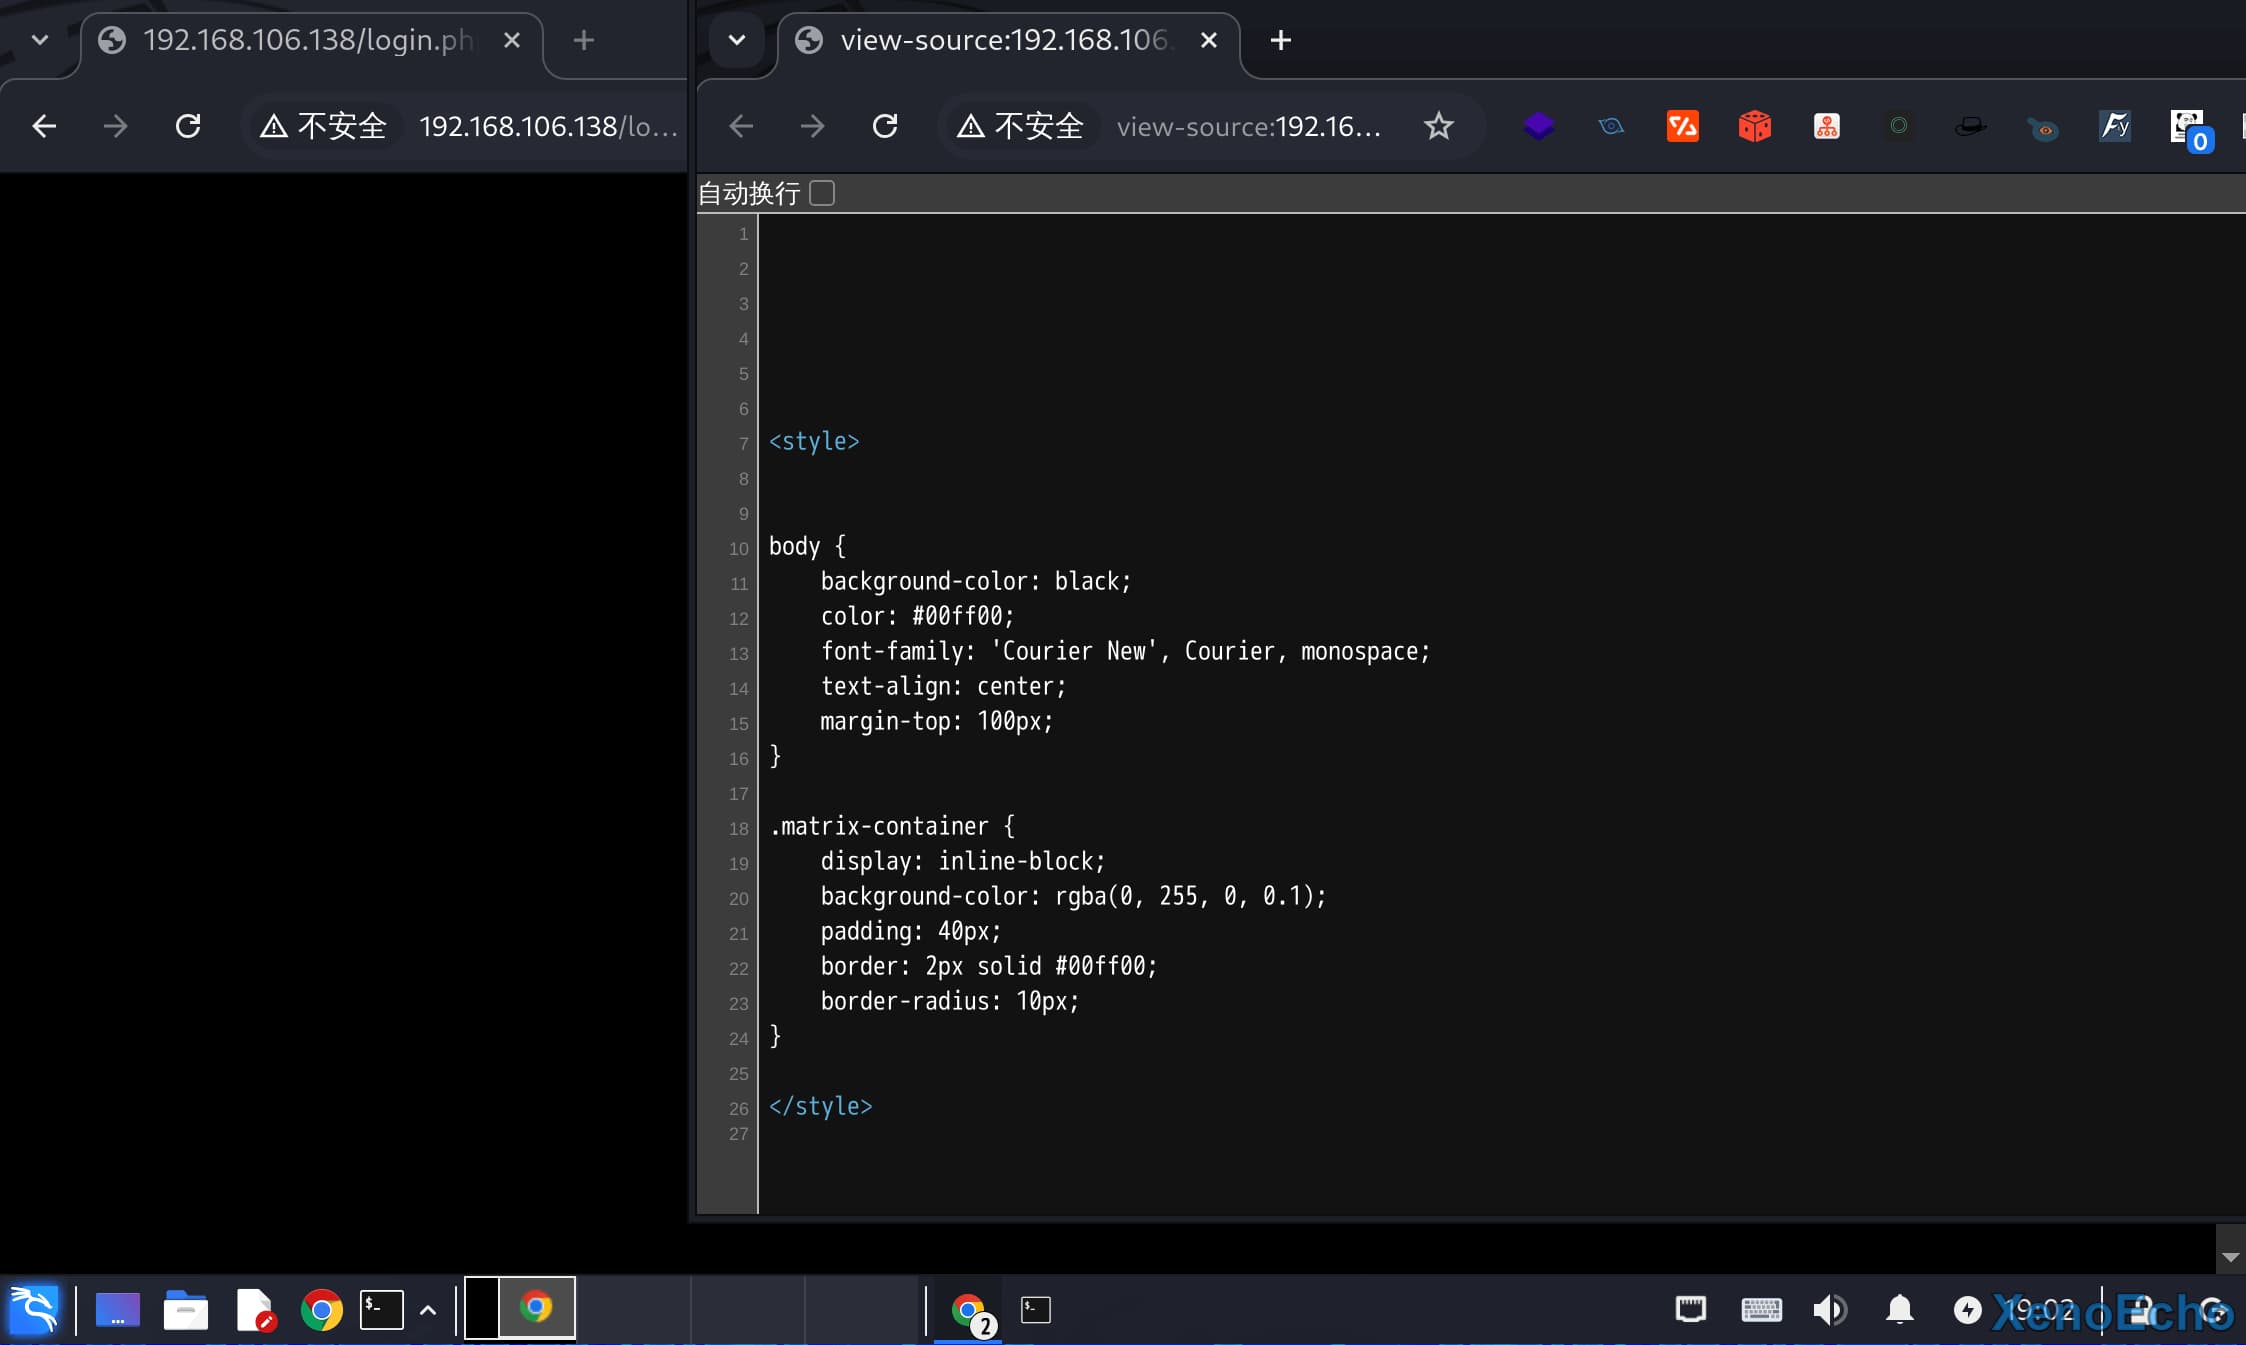 192.168.106.138/login.ph
view-source:192.168.106.
不安全
192.168.106.138/lo...
不安全
view-source:192.16...
0
自动换行
1
2
3
4
5
6
7 <style>
8
9
10 body {
11 background-color: black;
12 color: #00ff00;
13 font-family: 'Courier New', Courier, monospace;
14 text-align: center;
15 margin-top: 100px;
16 }
17
18 .matrix-container {
19 display: inline-block;
20 background-color: rgba(0, 255, 0, 0.1);
21 padding: 40px;
22 border: 2px solid #00ff00;
23 border-radius: 10px;
24 }
25
26 </style>
27
2
19:02
XenoEcho